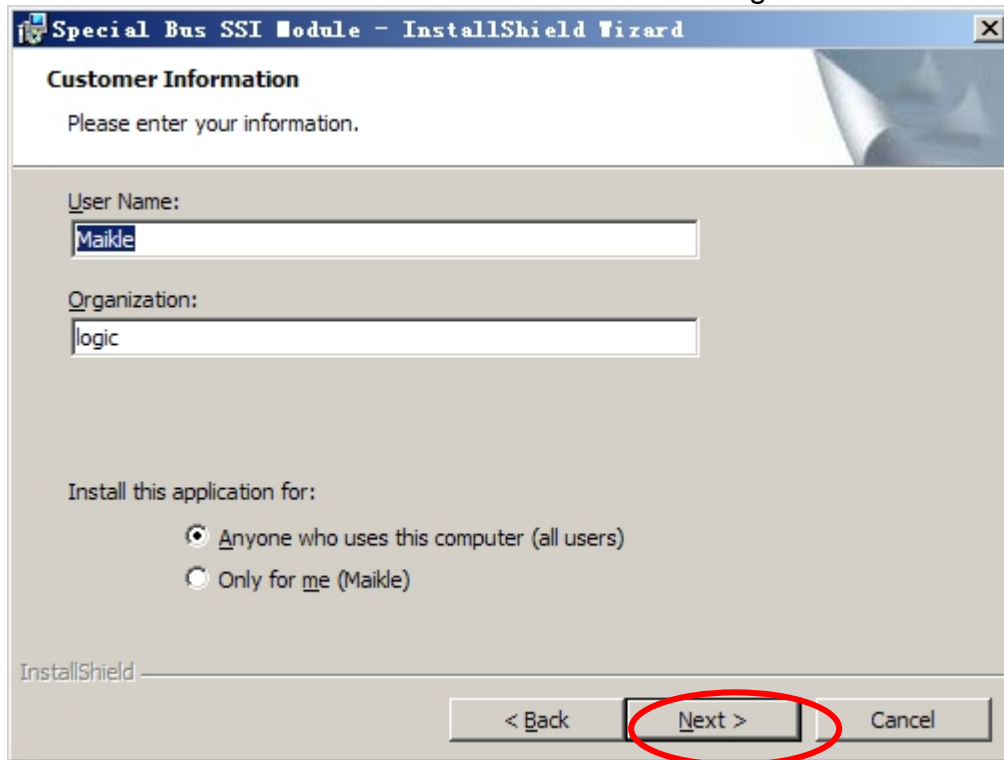 Special Bus SSI Module - InstallShield Wizard
Customer Information
Please enter your information.
User Name:
Maikle
Organization:
logic
Install this application for:
Anyone who uses this computer (all users)
Only for me (Maikle)
InstallShield
< Back Next > Cancel